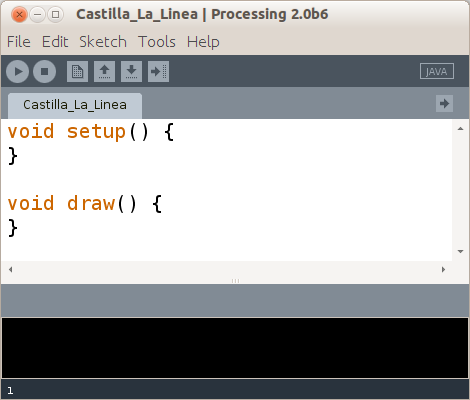 Castilla_La_Linea | Processing 2.0b6
File Edit Sketch Tools Help
JAVA
Castilla_La_Linea
void setup() {
}
void draw() {
}
1